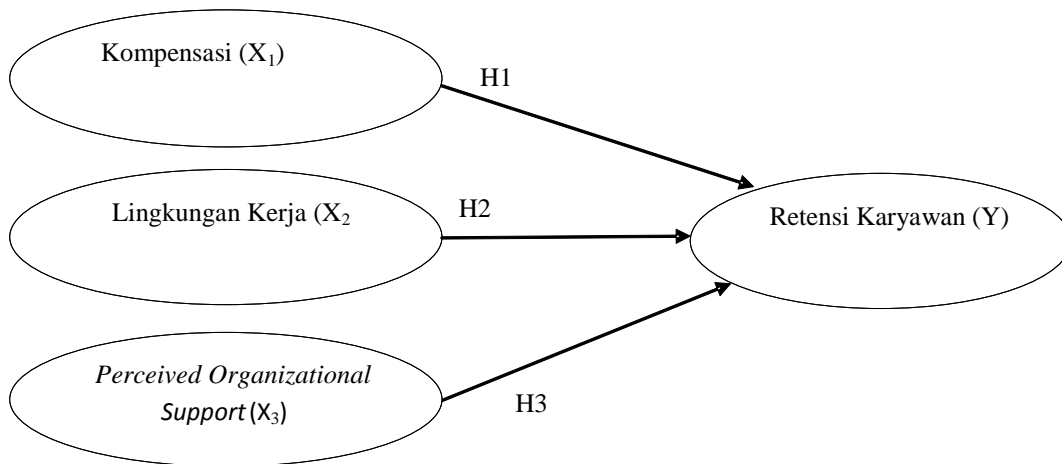 Kompensasi (X₁)
H1
Lingkungan Kerja (X₂
H2
Retensi Karyawan (Y)
Perceived Organizational
Support (X₃)
H3